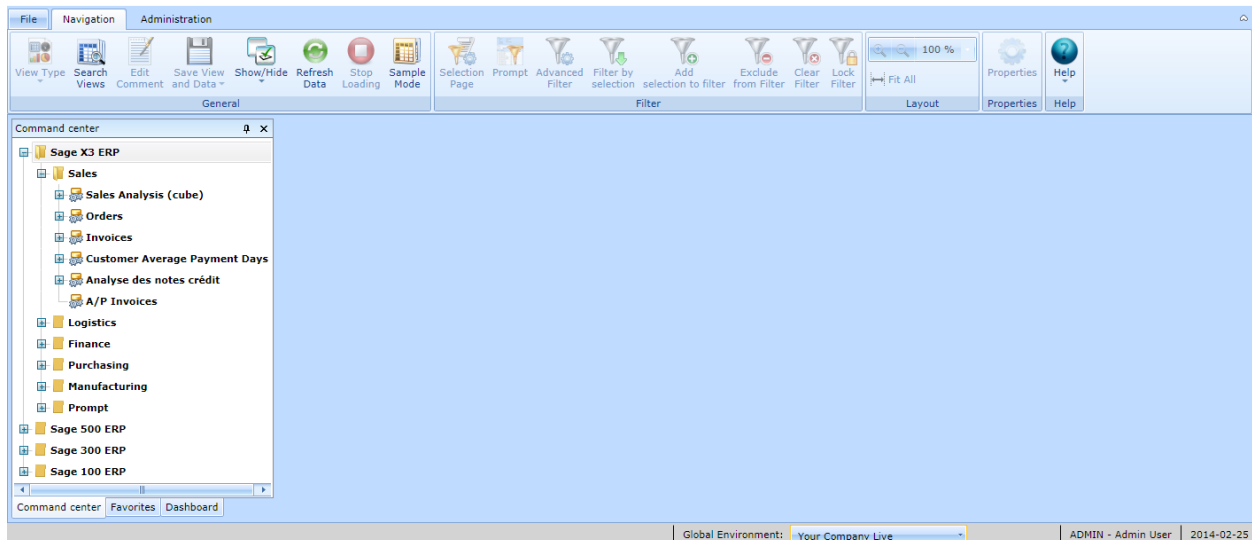 File Navigation Administration
View Type Search Views Edit Comment Save View and Data Show/Hide Refresh Data Stop Loading Sample Mode Selection Page Prompt Advanced Filter Filter by selection Add selection to filter Exclude from Filter Clear Filter Lock Filter 100 % Properties Help
Fit All
General Filter Layout Properties Help
Command center
Sage X3 ERP
Sales
Sales Analysis (cube)
Orders
Invoices
Customer Average Payment Days
Analyse des notes crédit
A/P Invoices
Logistics
Finance
Purchasing
Manufacturing
Prompt
Sage 500 ERP
Sage 300 ERP
Sage 100 ERP
Command center Favorites Dashboard
Global Environment: Your Company Live ADMIN - Admin User 2014-02-25